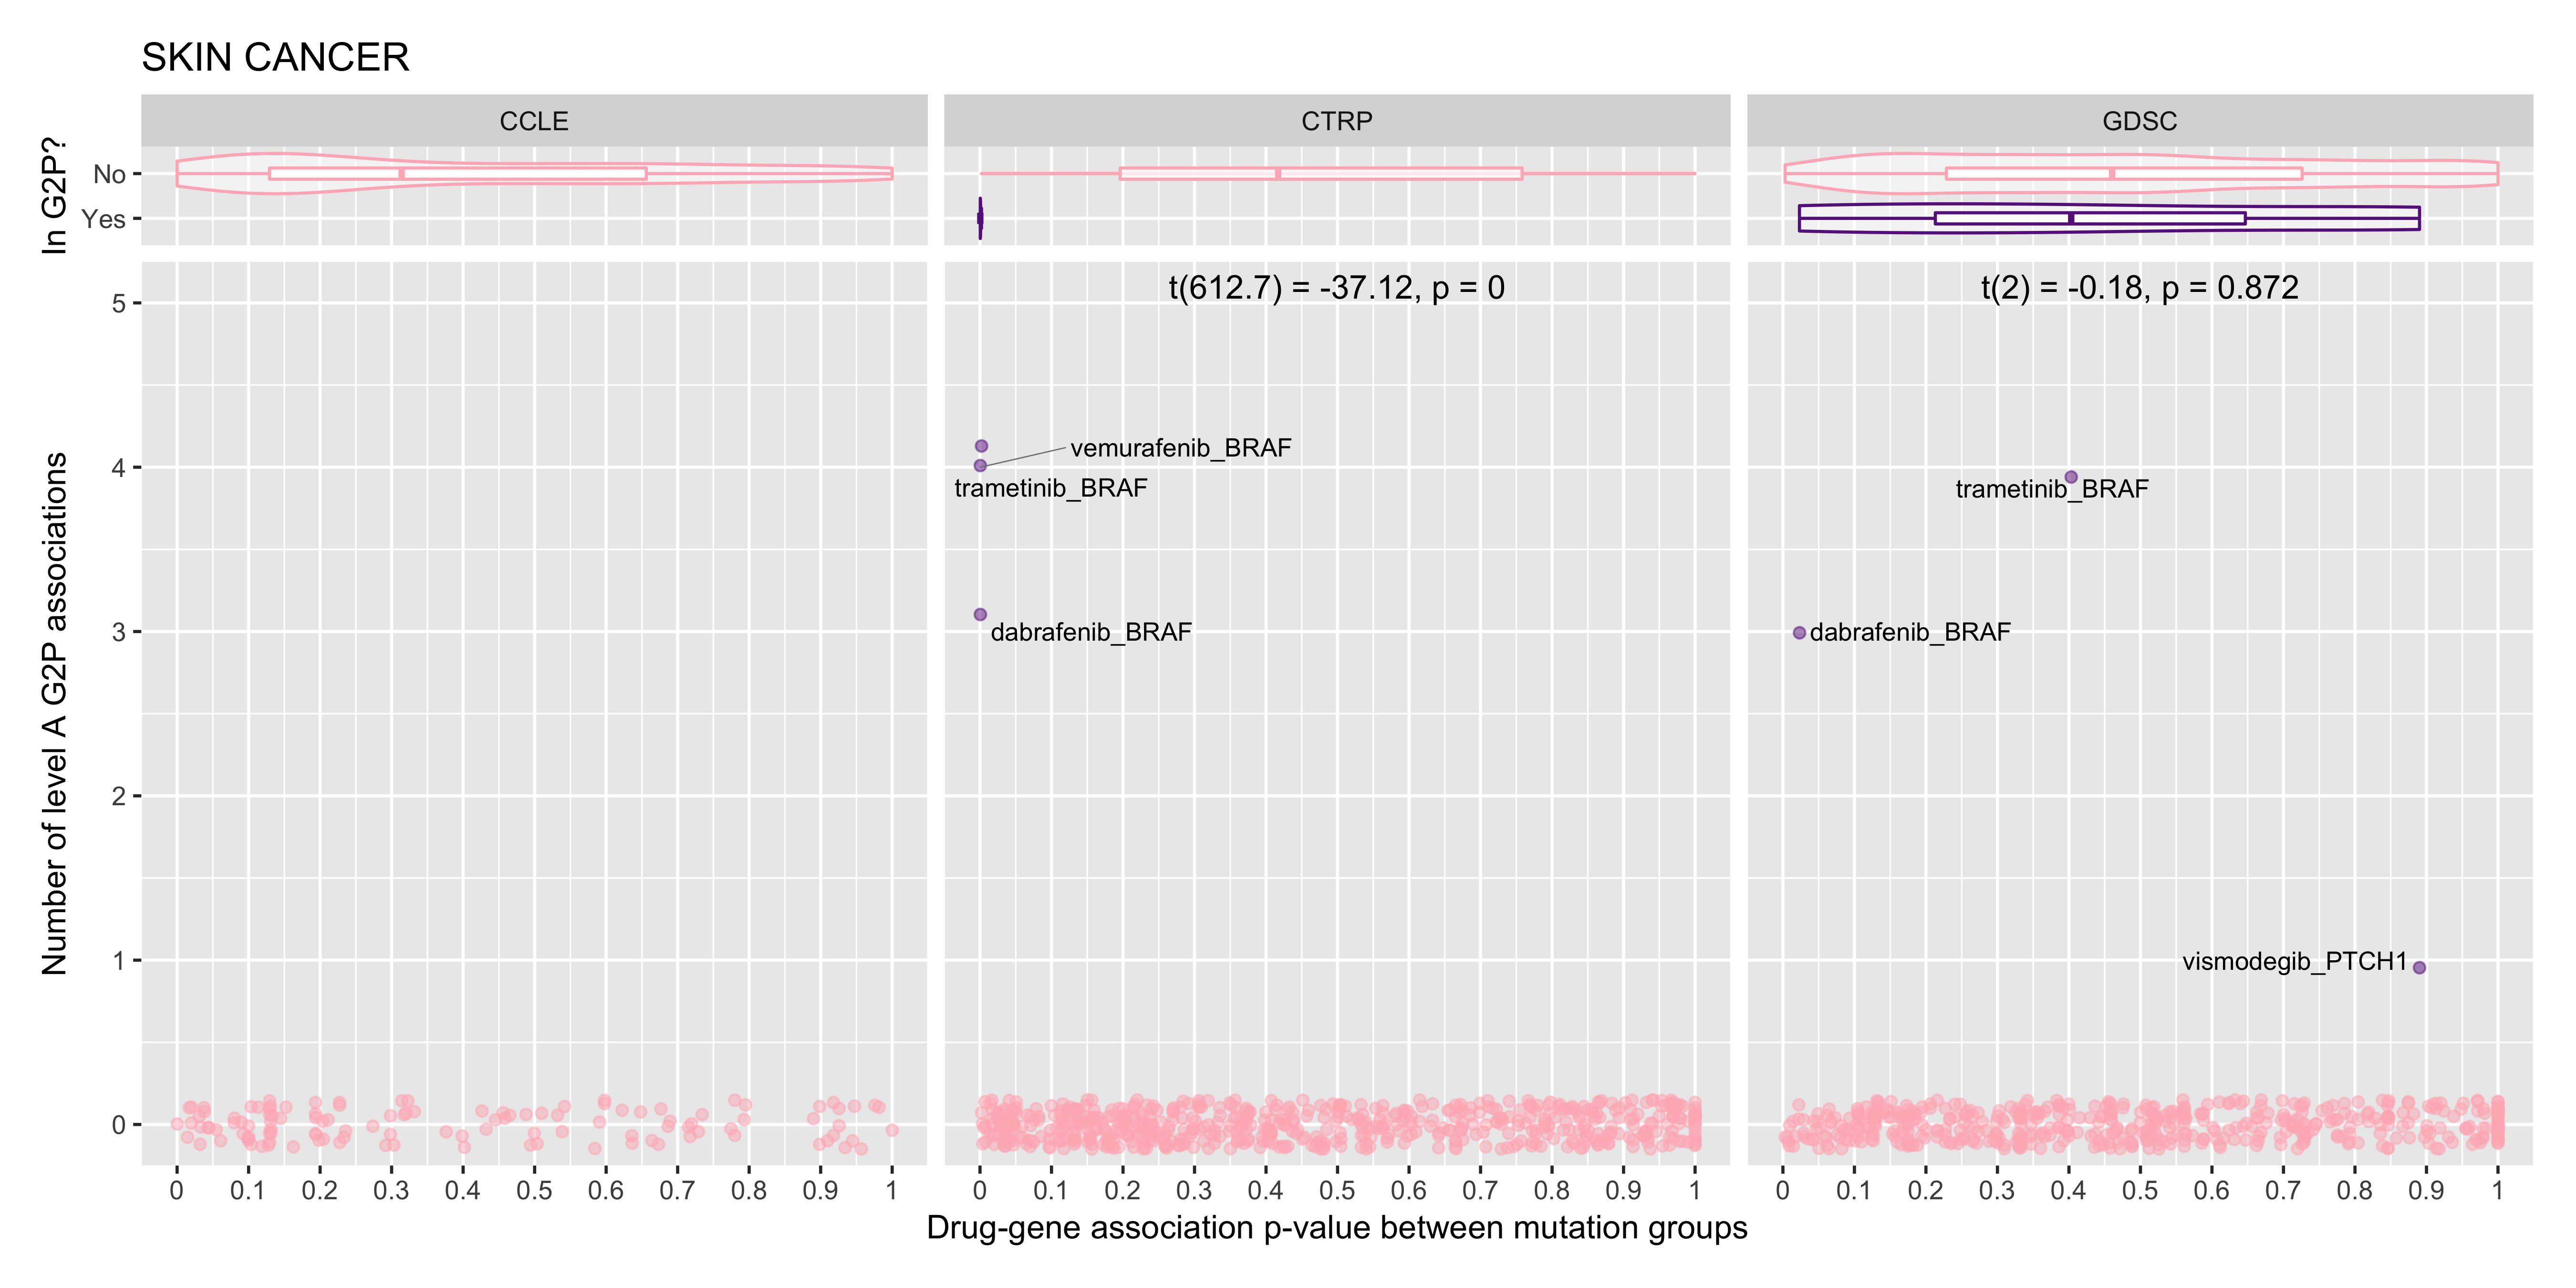 SKIN CANCER
CCLE CTRP GDSC
In G2P?
No
Yes
t(612.7) = -37.12, p = 0
t(2) = -0.18, p = 0.872
Number of level A G2P associations
5
4
3
2
1
0
vemurafenib_BRAF
trametinib_BRAF
dabrafenib_BRAF
trametinib_BRAF
dabrafenib_BRAF
vismodegib_PTCH1
0 0.1 0.2 0.3 0.4 0.5 0.6 0.7 0.8 0.9 1
0 0.1 0.2 0.3 0.4 0.5 0.6 0.7 0.8 0.9 1
0 0.1 0.2 0.3 0.4 0.5 0.6 0.7 0.8 0.9 1
Drug-gene association p-value between mutation groups